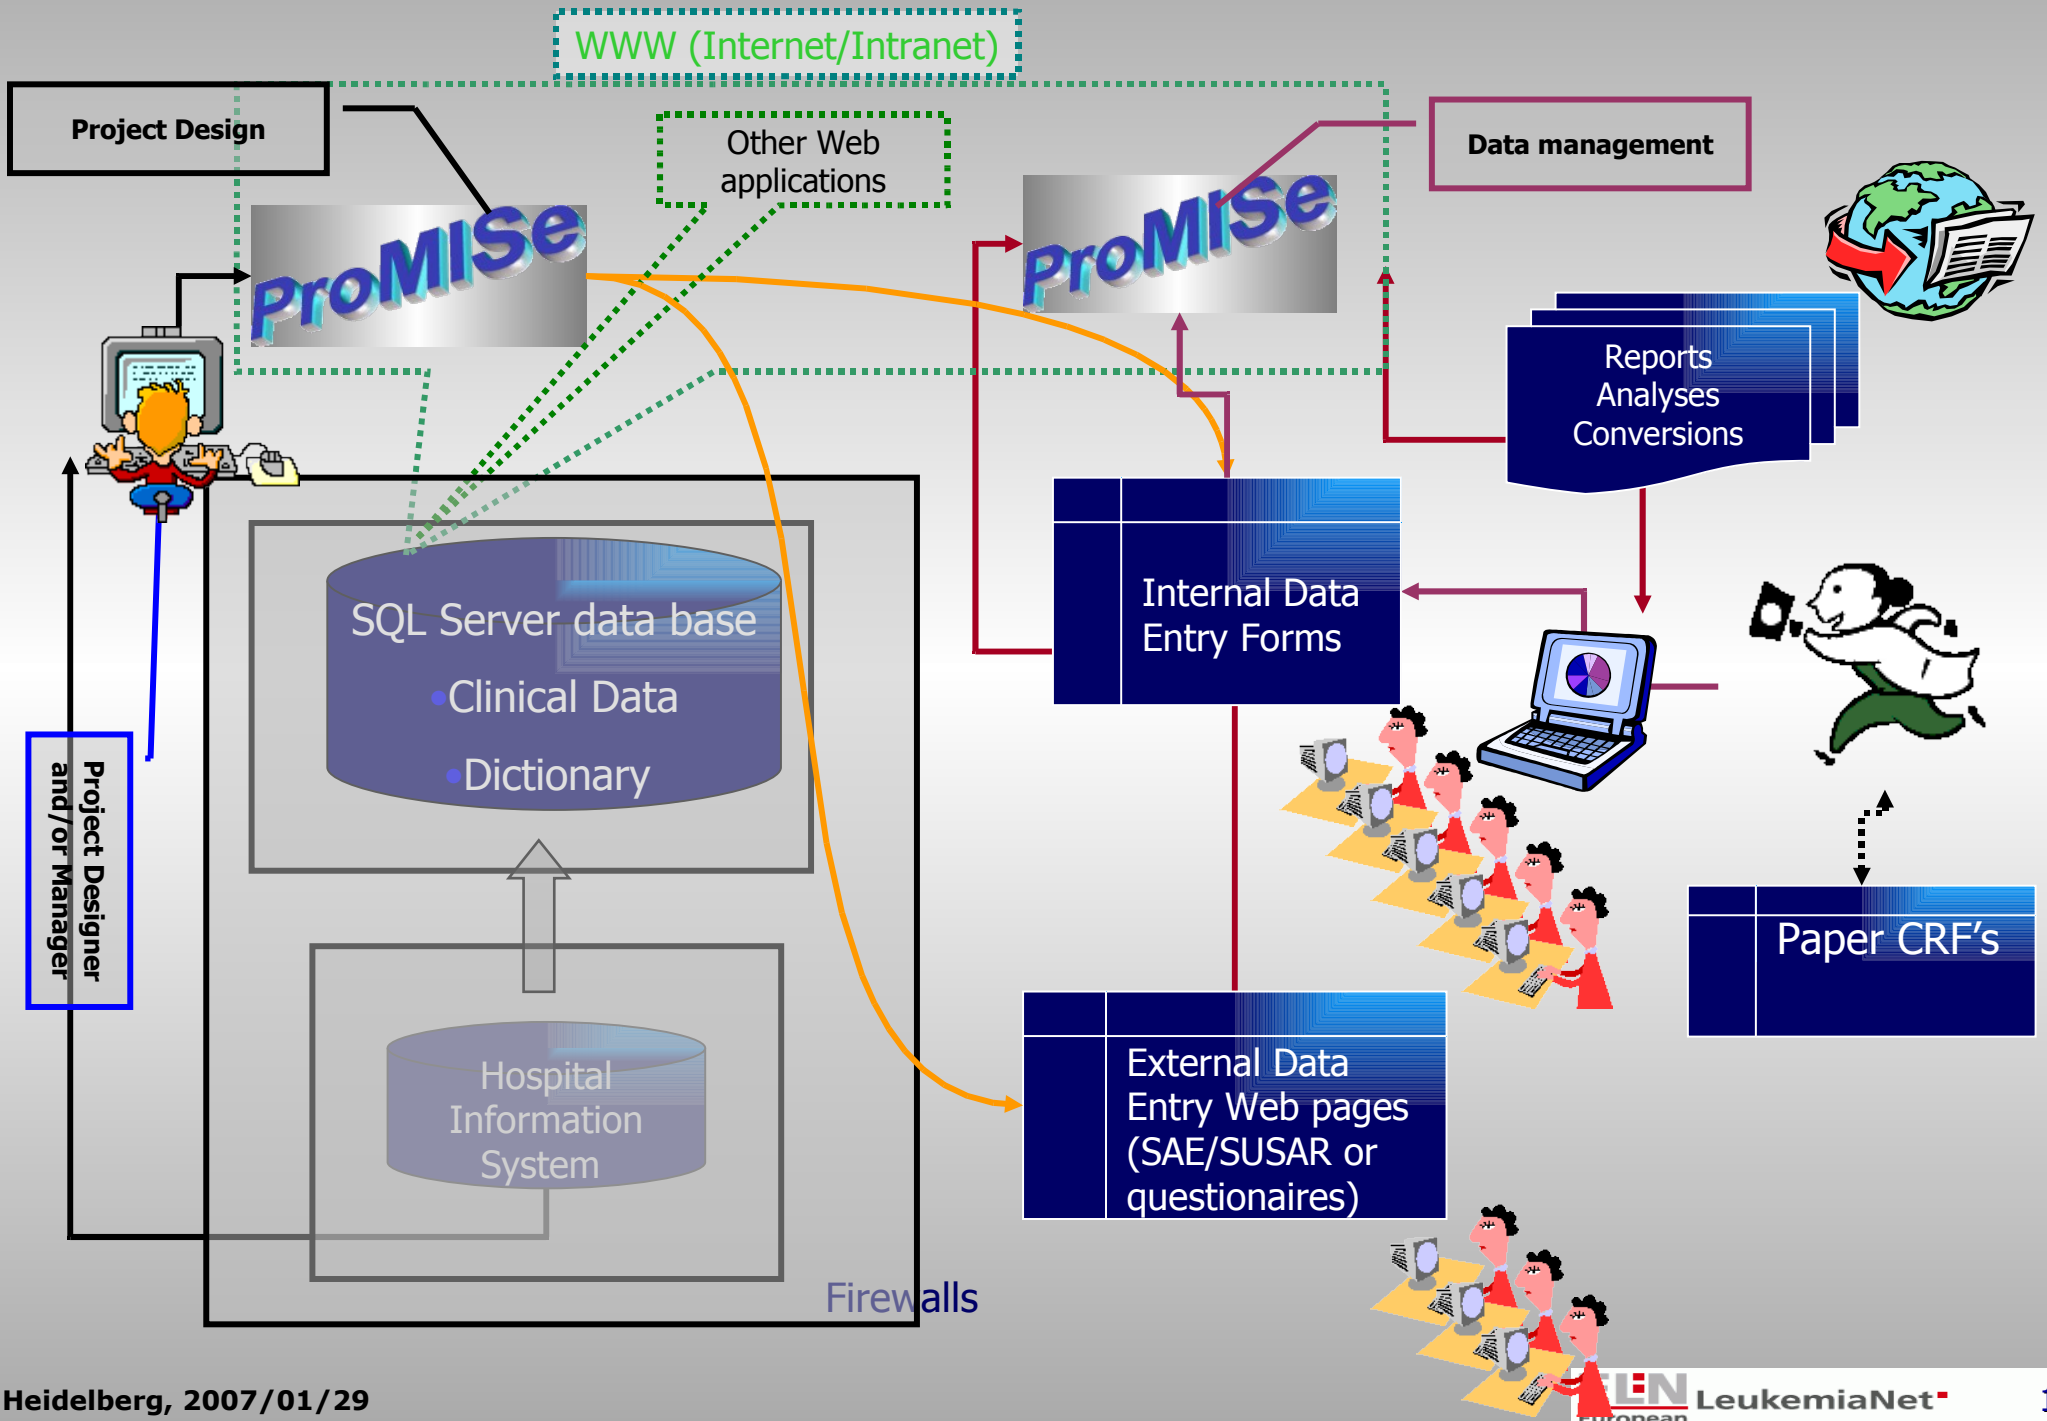 WWW (Internet/Intranet)
Project Design
Other Web
applications
Data management
ProMISe
ProMISe
Reports
Analyses
Conversions
SQL Server data base
•Clinical Data
•Dictionary
Internal Data
Entry Forms
Project Designer
and/or Manager
Paper CRF's
Hospital
Information
System
External Data
Entry Web pages
(SAE/SUSAR or
questionaires)
Firewalls
Heidelberg, 2007/01/29
LeukemiaNet
European